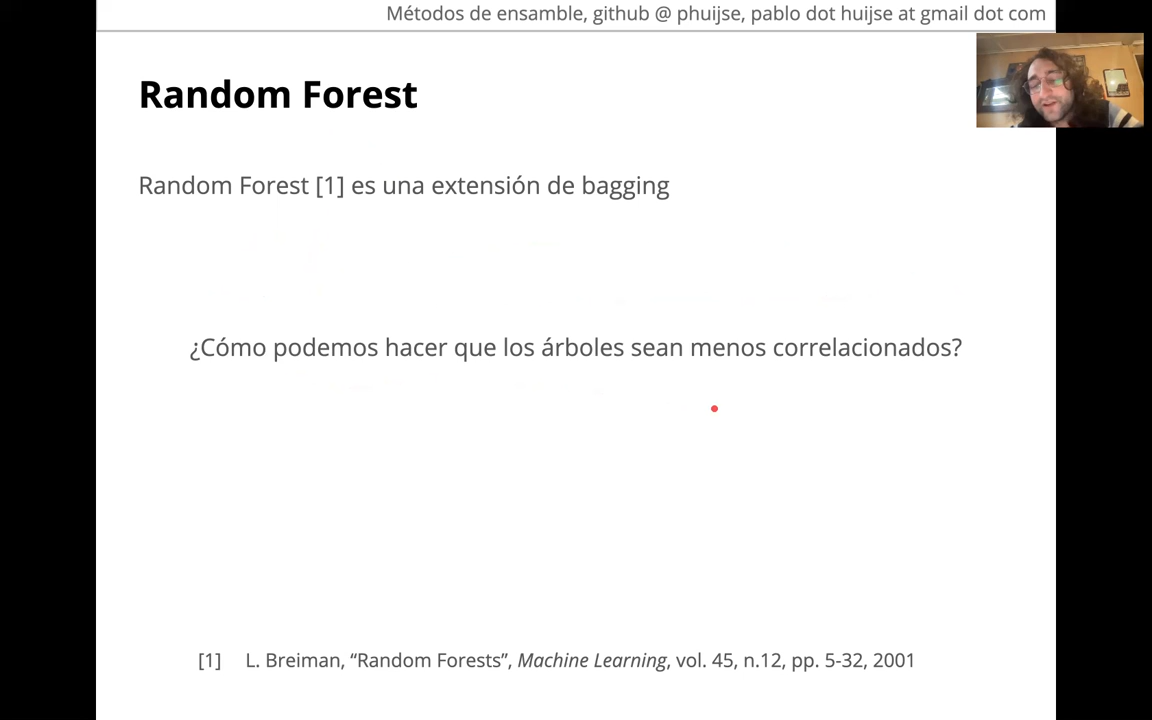 Métodos de ensamble, github @ phuijse, pablo dot huijse at gmail dot com
Random Forest
Random Forest [1] es una extensión de bagging
¿Cómo podemos hacer que los árboles sean menos correlacionados?
[1] L. Breiman, “Random Forests”, Machine Learning, vol. 45, n.12, pp. 5-32, 2001